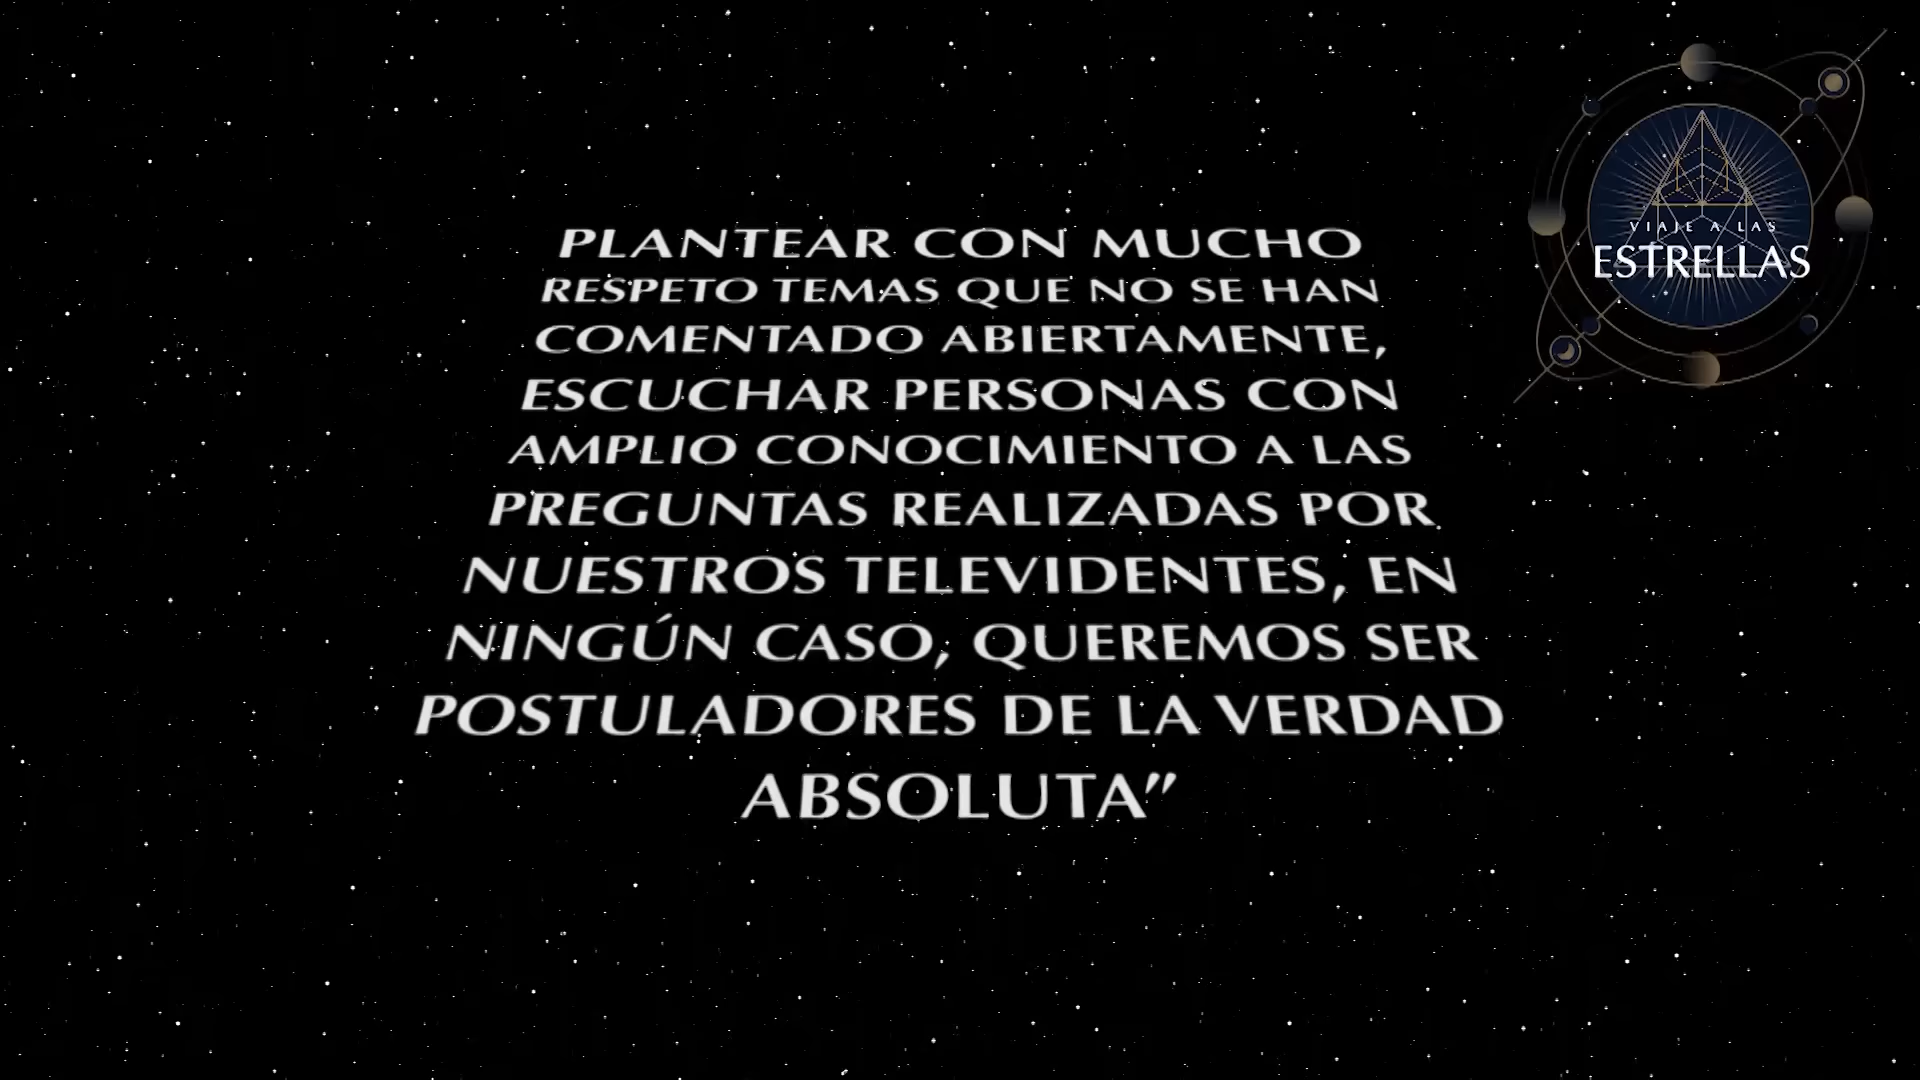 PLANTEAR CON MUCHO
RESPETO TEMAS QUE NO SE HAN
COMENTADO ABIERTAMENTE,
ESCUCHAR PERSONAS CON
AMPLIO CONOCIMIENTO A LAS
PREGUNTAS REALIZADAS POR
NUESTROS TELEVIDENTES, EN
NINGÚN CASO, QUEREMOS SER
POSTULADORES DE LA VERDAD
ABSOLUTA”
VIAJE A LAS
ESTRELLAS